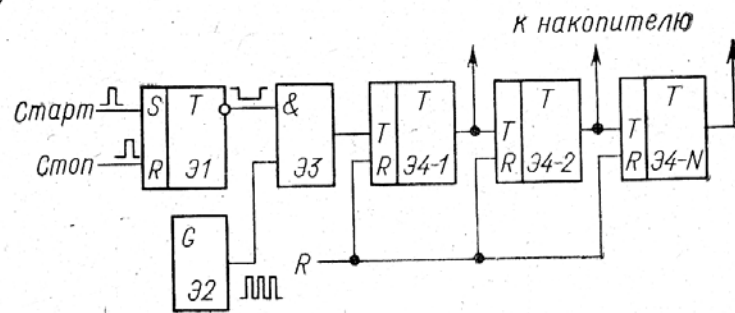 к накопителю
Старт
S T
&
T
T
T
Стоп
R Э1
Э3
T
R Э4-1
T
R Э4-2
T
R Э4-N
G
Э2
R